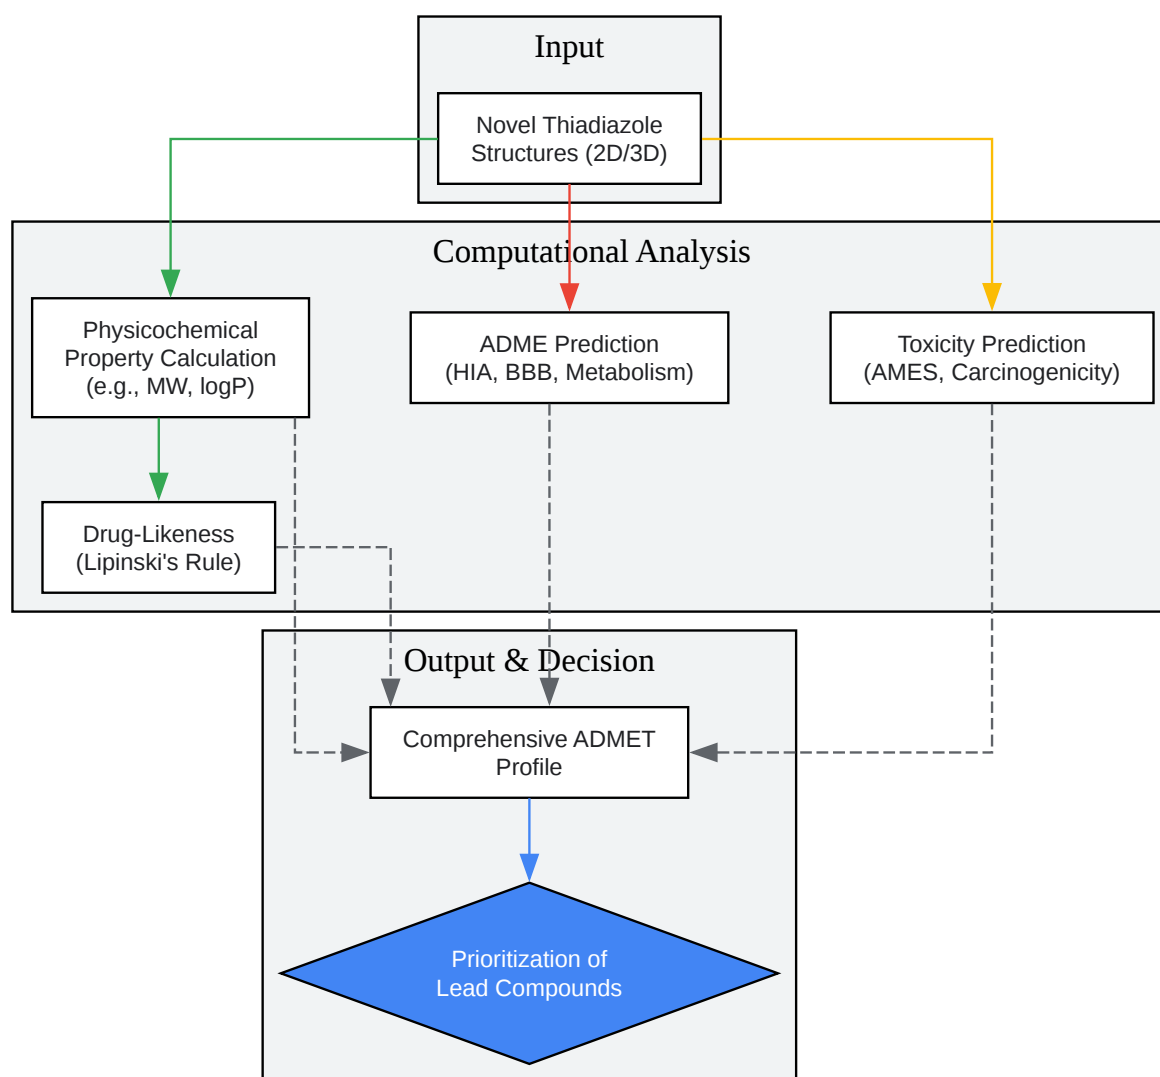 Input
Novel Thiadiazole
Structures (2D/3D)
Computational Analysis
Physicochemical
Property Calculation
(e.g., MW, logP)
ADME Prediction
(HIA, BBB, Metabolism)
Toxicity Prediction
(AMES, Carcinogenicity)
Drug-Likeness
(Lipinski's Rule)
Output & Decision
Comprehensive ADMET
Profile
Prioritization of
Lead Compounds